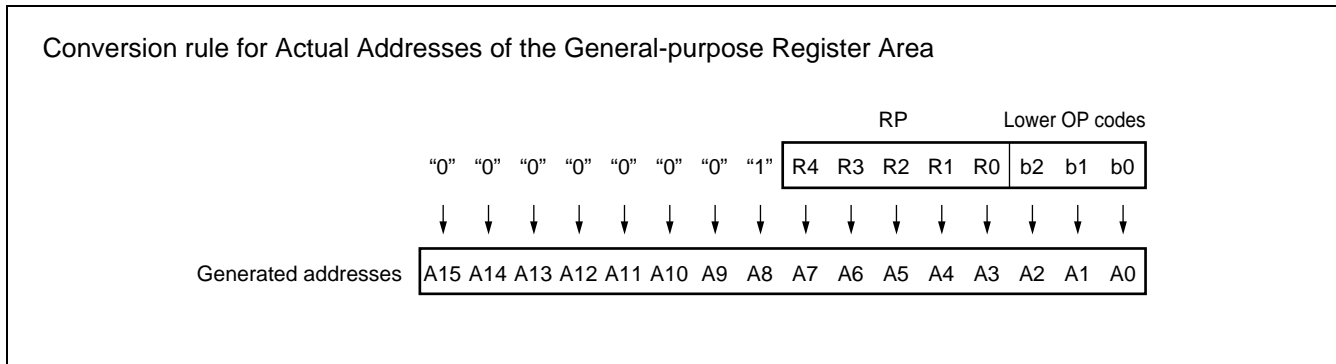 Conversion rule for Actual Addresses of the General-purpose Register Area
RP Lower OP codes
“0” “0” “0” “0” “0” “0” “0” “1” R4 R3 R2 R1 R0 b2 b1 b0
Generated addresses A15 A14 A13 A12 A11 A10 A9 A8 A7 A6 A5 A4 A3 A2 A1 A0